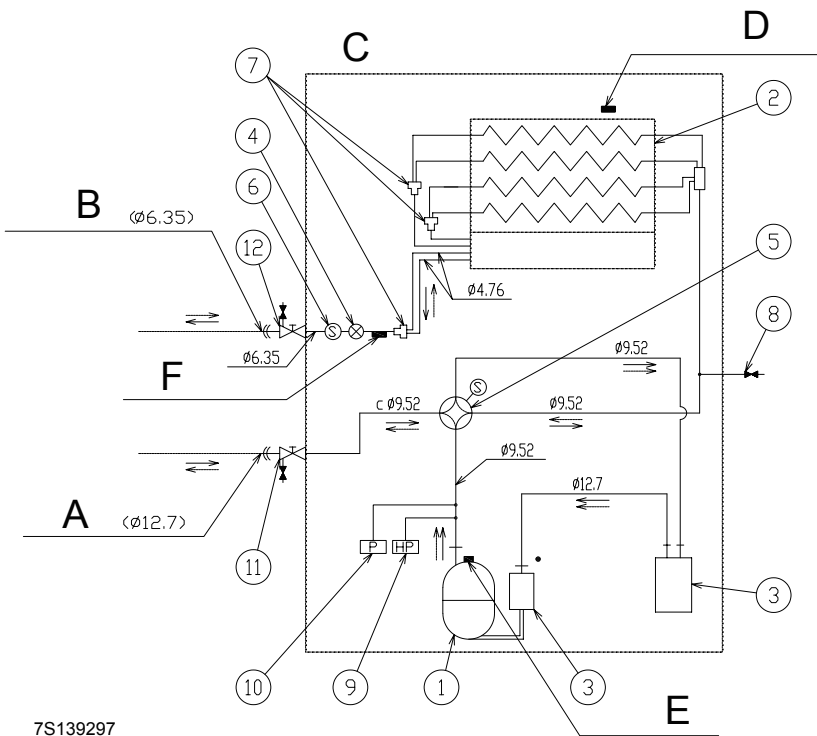 D
C
7
2
4
6
B (Ø6.35)
12
5
Ø4.76
8
S
Ø6.35
F
Ø9.52
S
c Ø9.52
Ø9.52
Ø9.52
Ø12.7
A (Ø12.7)
P
HP
11
3
10
9
1
3
E
7S139297